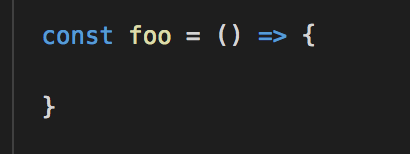 const foo = () => {
}